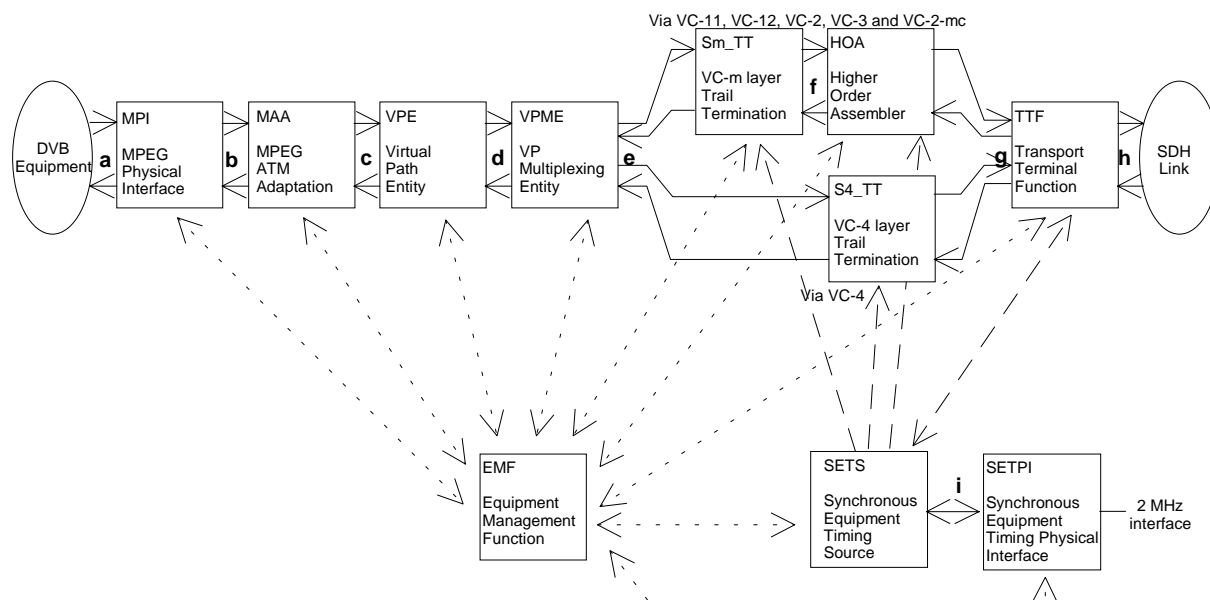 Via VC-11, VC-12, VC-2, VC-3 and VC-2-mc
Sm_TT
VC-m layer
Trail
Termination
f
HOA
Higher
Order
Assembler
DVB
Equipment
a
MPI
MPEG
Physical
Interface
b
MAA
MPEG
ATM
Adaptation
c
VPE
Virtual
Path
Entity
d
VPME
VP
Multiplexing
Entity
e
S4_TT
VC-4 layer
Trail
Termination
Via VC-4
g
TTF
Transport
Terminal
Function
h
SDH
Link
EMF
Equipment
Management
Function
SETS
Synchronous
Equipment
Timing
Source
i
SETPI
Synchronous
Equipment
Timing Physical
Interface
2 MHz
interface